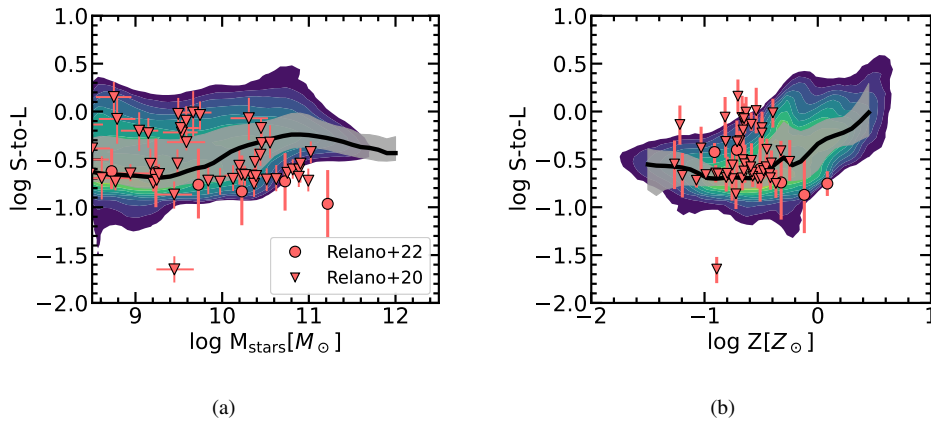 1.0
0.5
0.0
−0.5
−1.0
−1.5
−2.0
log S-to-L
9 10 11 12
log M_stars[M_⊙]
Relano+22
Relano+20
(a)
1.0
0.5
0.0
−0.5
−1.0
−1.5
−2.0
log S-to-L
−2 −1 0 1
log Z[Z_⊙]
(b)